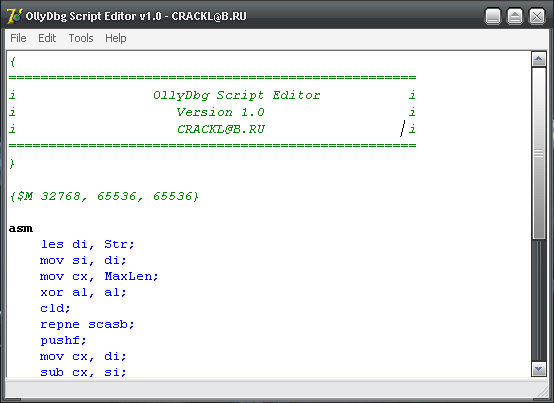 OllyDbg Script Editor v1.0 - CRACKL@B.RU
File Edit Tools Help
{
===================================================
i                 OllyDbg Script Editor           i
i                    Version 1.0                  i
i                    CRACKL@B.RU                  i
===================================================
}
{$M 32768, 65536, 65536}
asm
    les di, Str;
    mov si, di;
    mov cx, MaxLen;
    xor al, al;
    cld;
    repne scasb;
    pushf;
    mov cx, di;
    sub cx, si;